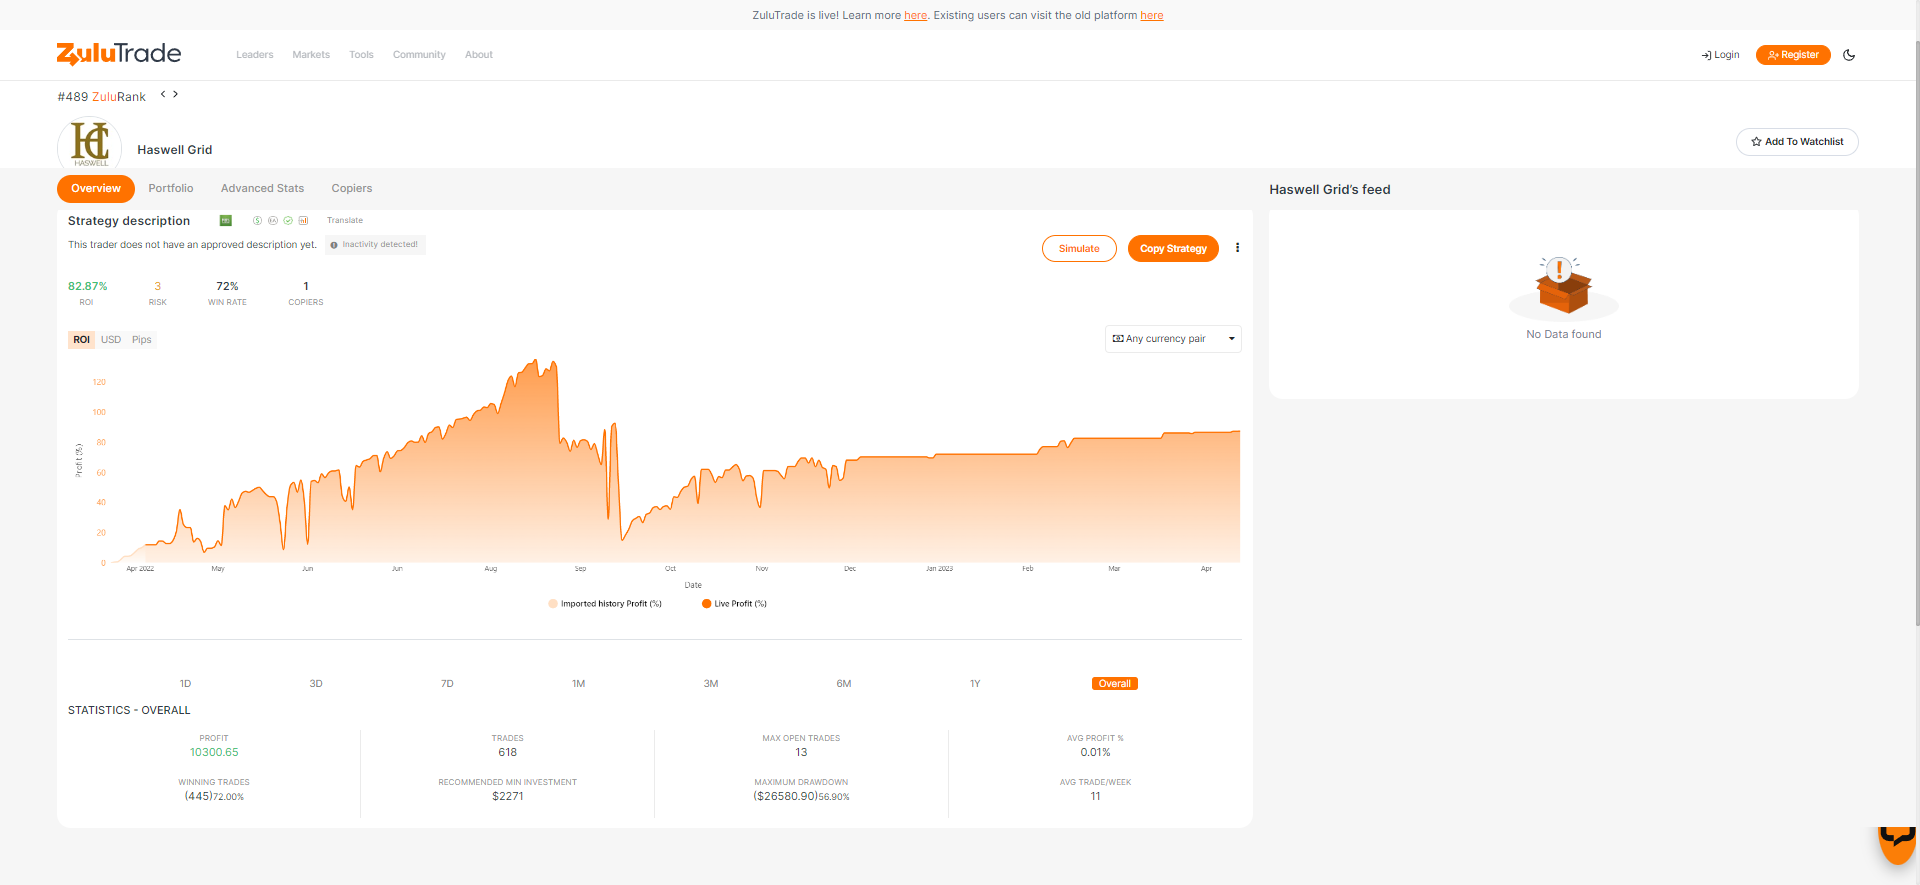 ZuluTrade is live! Learn more here. Existing users can visit the old platform here
ZuluTrade
Leaders Markets Tools Community About
Login Register
#489 ZuluRank
HASWELL
Haswell Grid
Add To Watchlist
Overview Portfolio Advanced Stats Copiers
Haswell Grid's feed
Strategy description
Translate
This trader does not have an approved description yet. Inactivity detected!
Simulate Copy Strategy
82.87% 3 72% 1
ROI RISK WIN RATE COPIERS
No Data found
ROI USD Pips
Any currency pair
120
100
80
60
40
20
0
Profit (%)
Apr 2022 May Jun Jun Aug Sep Oct Nov Dec Jan 2023 Feb Mar Apr
Date
Imported history Profit (%) Live Profit (%)
1D 3D 7D 1M 3M 6M 1Y Overall
STATISTICS - OVERALL
PROFIT TRADES MAX OPEN TRADES AVG PROFIT %
10300.65 618 13 0.01%
WINNING TRADES RECOMMENDED MIN INVESTMENT MAXIMUM DRAWDOWN AVG TRADE/WEEK
(445)72.00% $2271 ($26580.90)56.90% 11